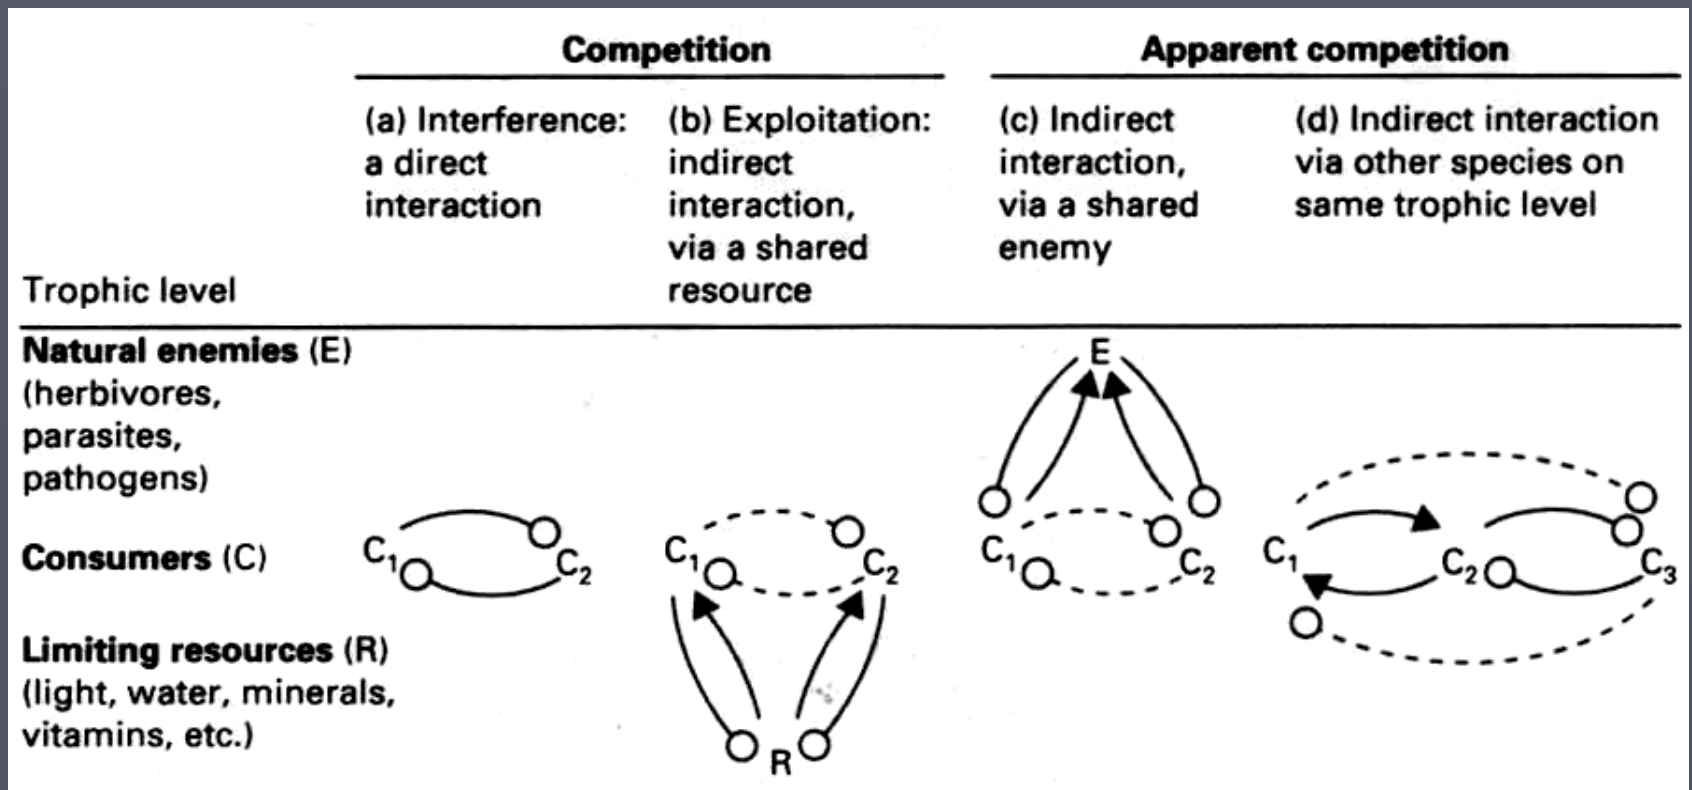 Competition
Apparent competition
(a) Interference:
a direct
interaction
(b) Exploitation:
indirect
interaction,
via a shared
resource
(c) Indirect
interaction,
via a shared
enemy
(d) Indirect interaction
via other species on
same trophic level
Trophic level
Natural enemies (E)
(herbivores,
parasites,
pathogens)
E
Consumers (C)
C₁ C₂
C₁ C₂
C₁ C₂
C₁ C₂ C₃
Limiting resources (R)
(light, water, minerals,
vitamins, etc.)
R